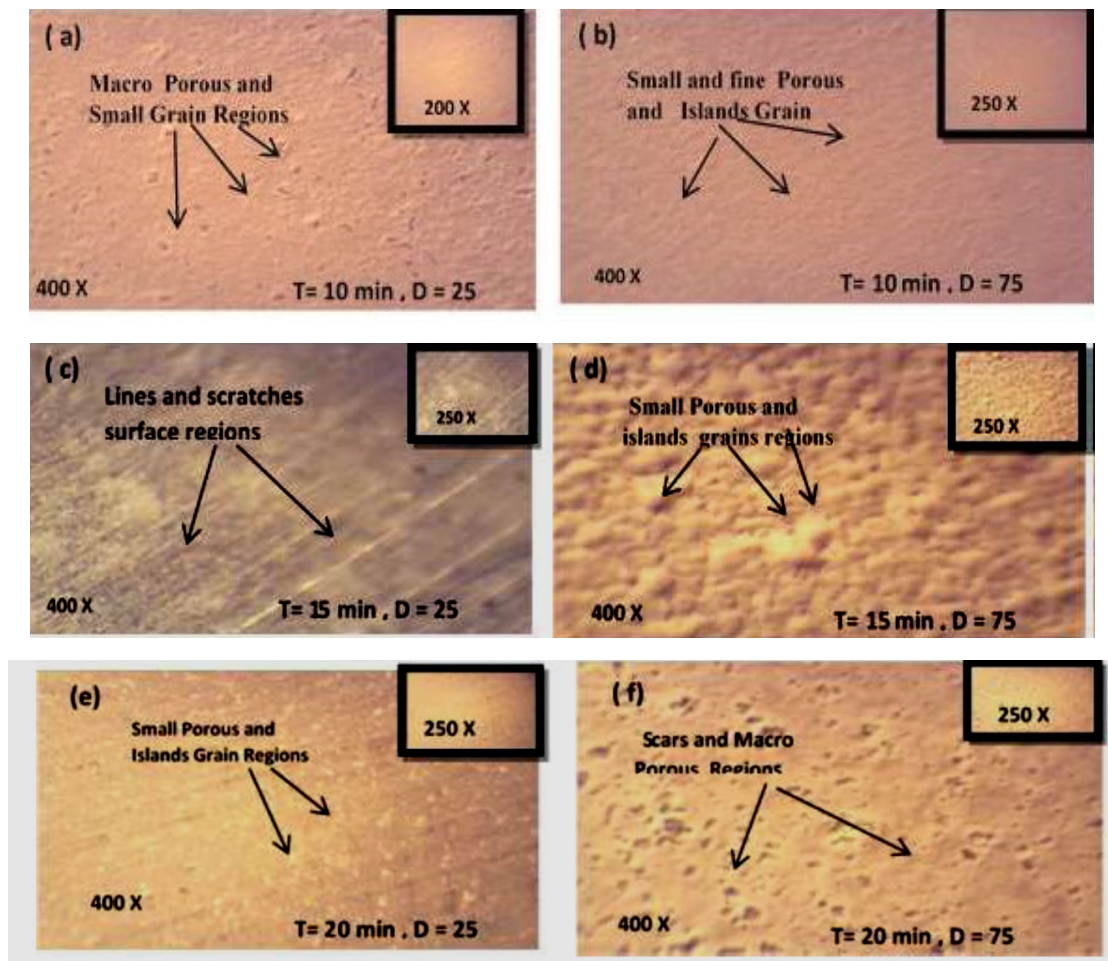 ( a)
Macro Porous and
Small Grain Regions
200 X
400 X
T= 10 min , D = 25
( b)
Small and fine Porous
and Islands Grain
250 X
400 X
T= 10 min , D = 75
( c)
Lines and scratches
surface regions
250 X
400 X
T= 15 min , D = 25
( d)
Small Porous and
islands grains regions
250 X
400 X
T= 15 min , D = 75
(e)
Small Porous and
Islands Grain Regions
250 X
400 X
T= 20 min , D = 25
( f)
Scars and Macro
Porous Regions
250 X
400 X
T= 20 min , D = 75